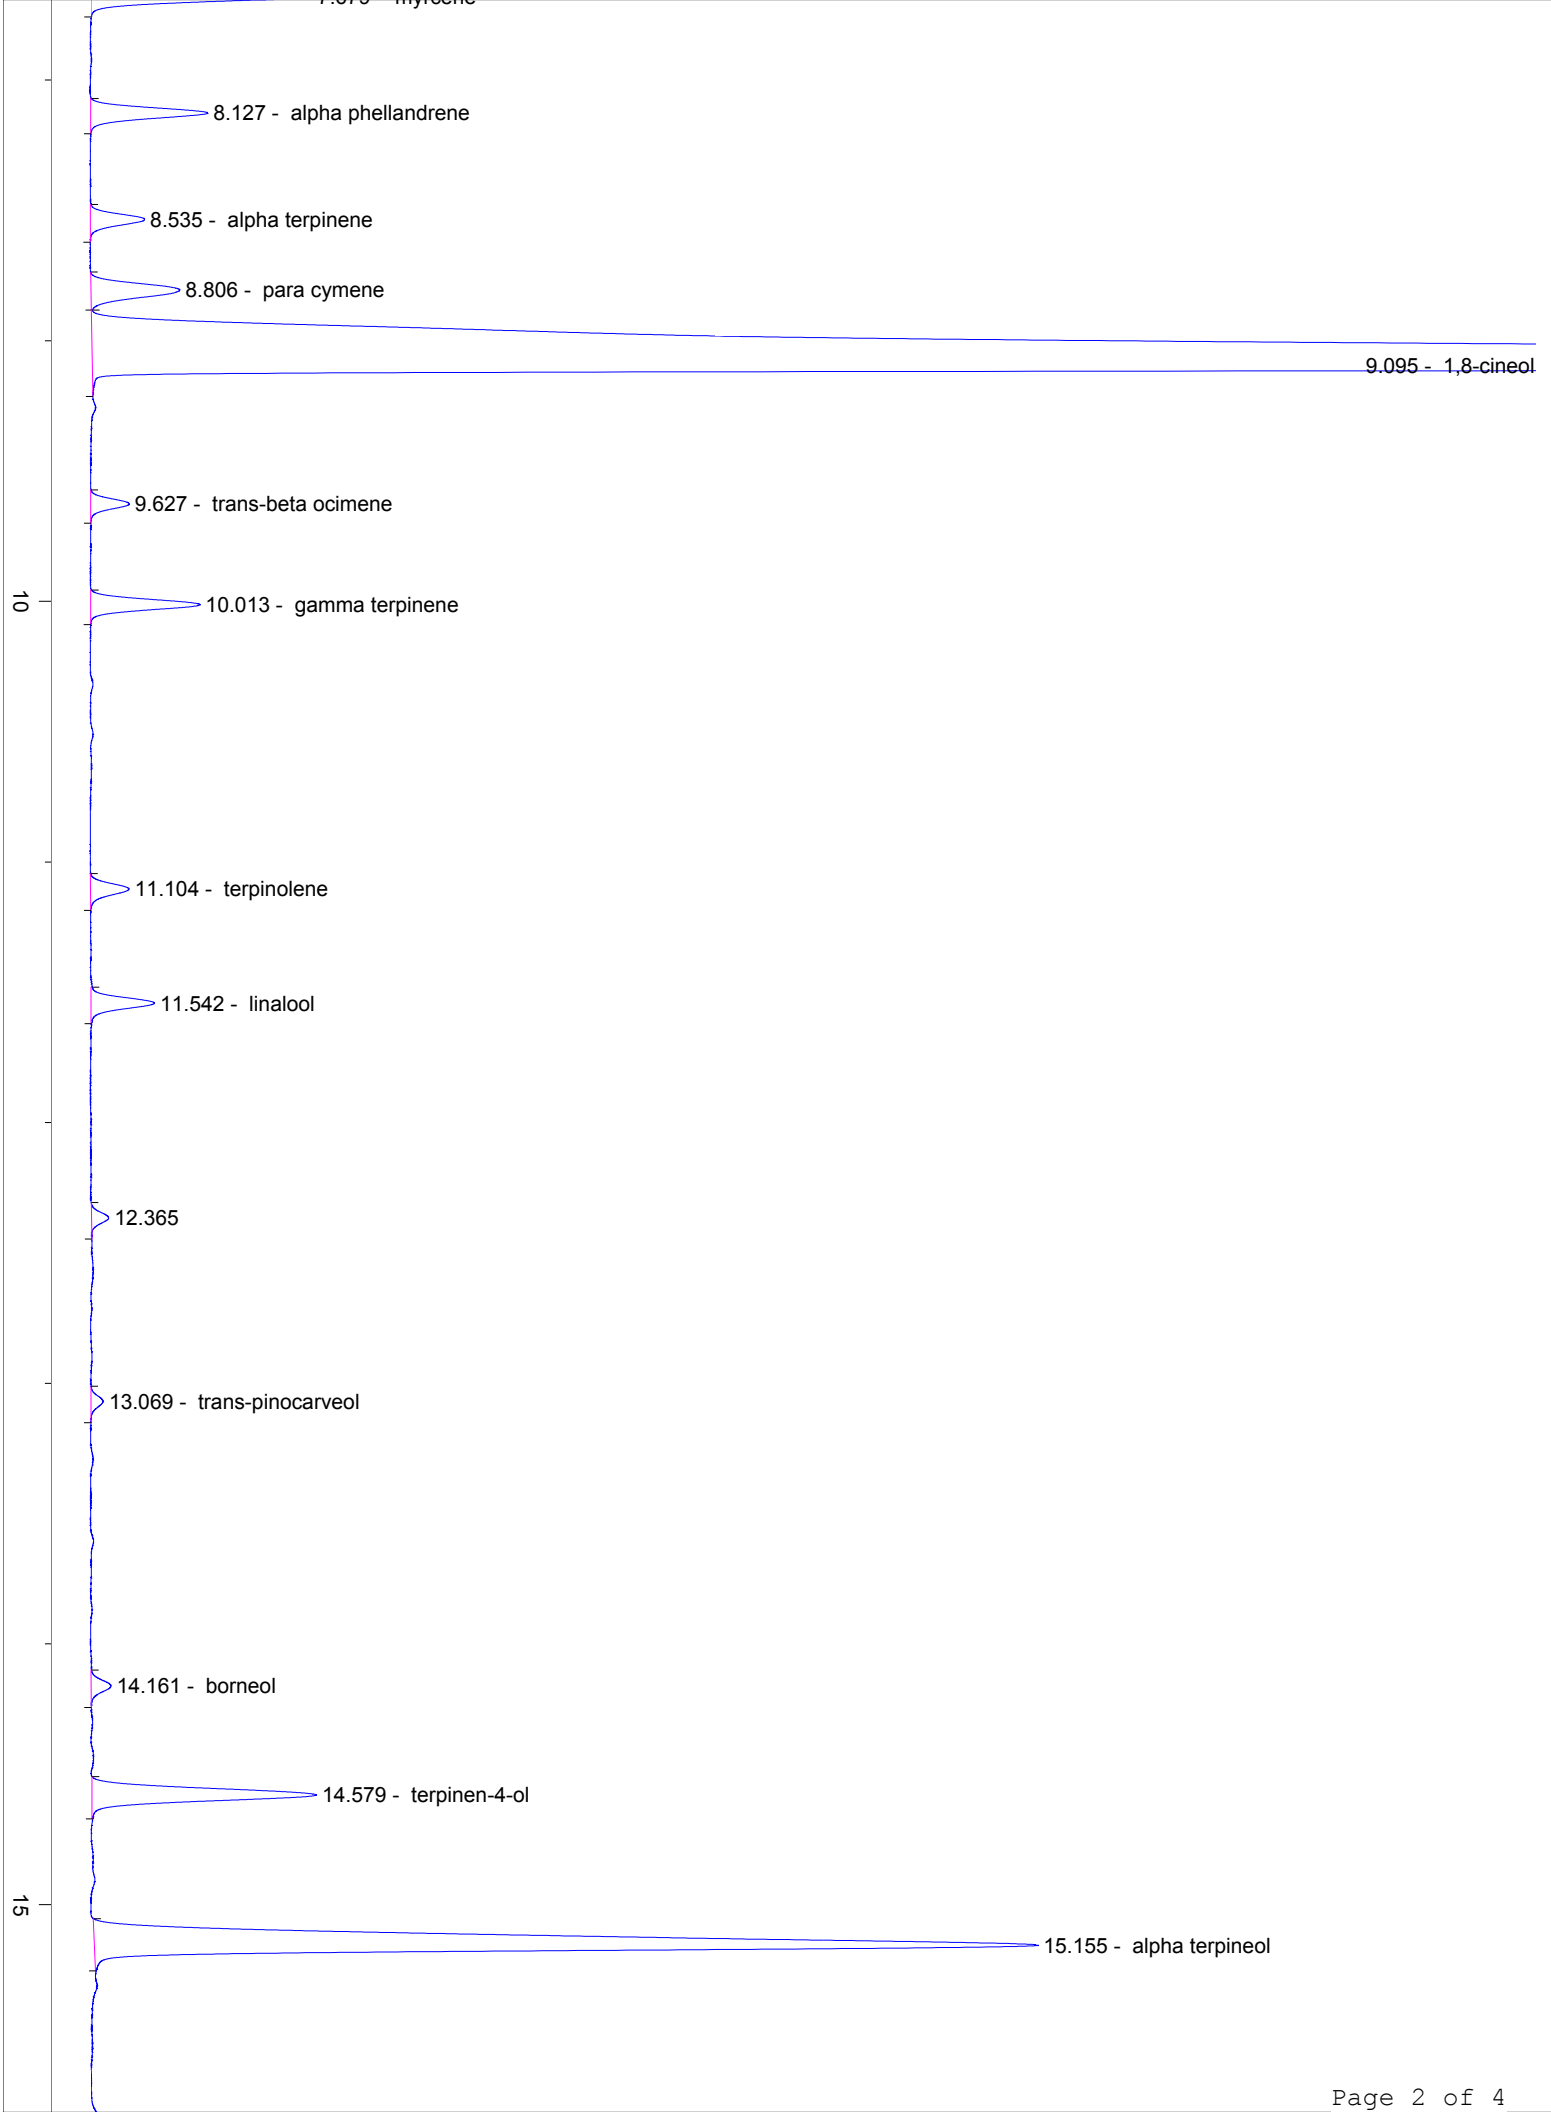 8.127 - alpha phellandrene
8.535 - alpha terpinene
8.806 - para cymene
9.095 - 1,8-cineol
9.627 - trans-beta ocimene
10
10.013 - gamma terpinene
11.104 - terpinolene
11.542 - linalool
12.365
13.069 - trans-pinocarveol
14.161 - borneol
14.579 - terpinen-4-ol
15
15.155 - alpha terpineol
Page 2 of 4